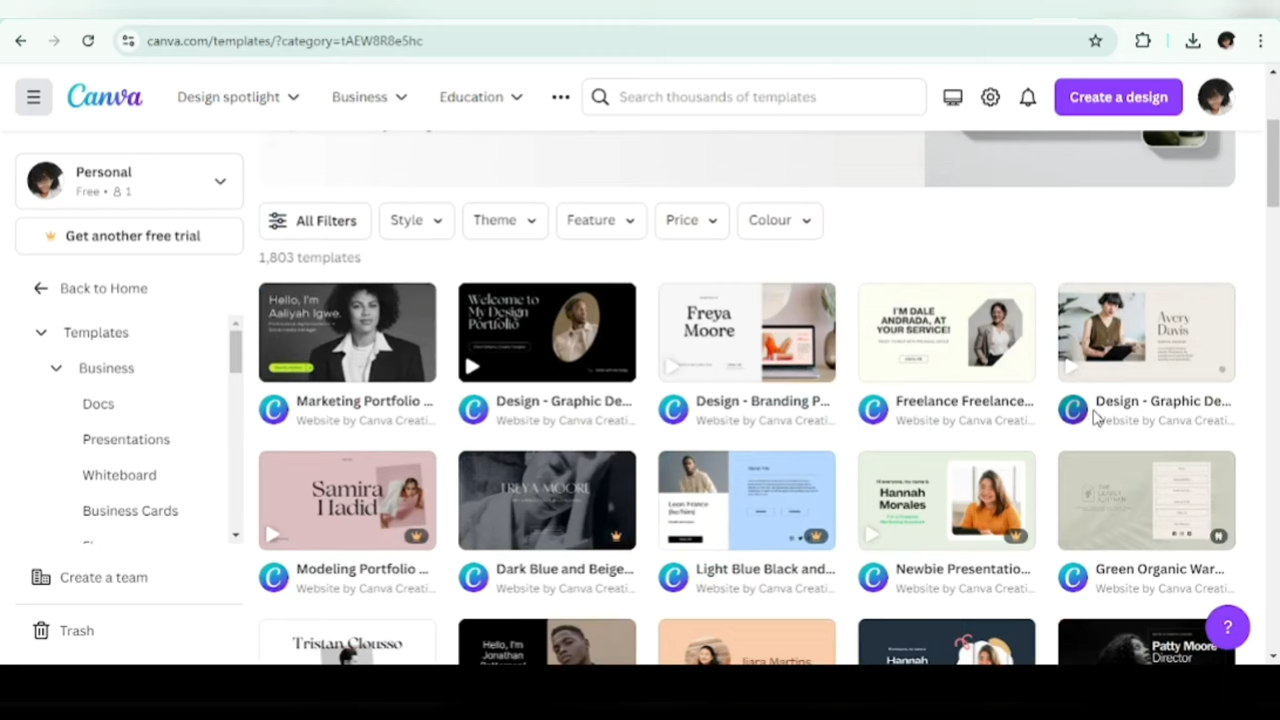 canva.com/templates/?category=tAEW8R8e5hc
Canva
Design spotlight
Business
Education
Search thousands of templates
Create a design
Personal
Free • 1
Get another free trial
All Filters
Style
Theme
Feature
Price
Colour
1,803 templates
Back to Home
Templates
Business
Docs
Presentations
Whiteboard
Business Cards
Create a team
Trash
Hello, I'm
Aaliyah Igwe.
Welcome to
My Design
Portfolio
Freya
Moore
I'M DALE
ANDRADA, AT
YOUR SERVICE!
Avery
Davis
Marketing Portfolio ...
Website by Canva Creati...
Design - Graphic De...
Website by Canva Creati...
Design - Branding P...
Website by Canva Creati...
Freelance Freelance...
Website by Canva Creati...
Design - Graphic De...
Website by Canva Creati...
Samira
Hadid
FREYA MOORE
Leon France
(he/him)
Hannah
Morales
Modeling Portfolio ...
Website by Canva Creati...
Dark Blue and Beige...
Website by Canva Creati...
Light Blue Black and...
Website by Canva Creati...
Newbie Presentatio...
Website by Canva Creati...
Green Organic War...
Website by Canva Creati...
Tristan Clousso
Hello, I'm
Jonathan
Hannah
Patty Moore
Director
?